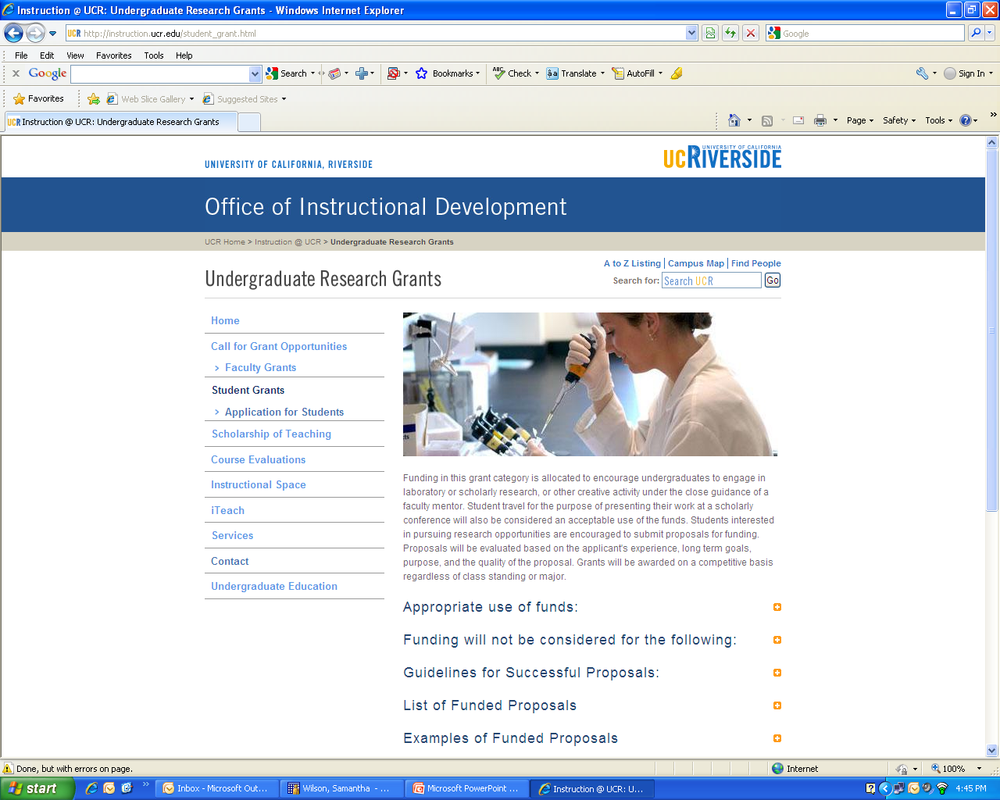 Instruction @ UCR: Undergraduate Research Grants - Windows Internet Explorer
UCR http://instruction.ucr.edu/student_grant.html
Google
File Edit View Favorites Tools Help
x Google Search Bookmarks ABC Check aa Translate AutoFill Sign In
Favorites Web Slice Gallery Suggested Sites
UCR Instruction @ UCR: Undergraduate Research Grants
Page Safety Tools
UNIVERSITY OF CALIFORNIA, RIVERSIDE
UNIVERSITY OF CALIFORNIA
UCRIVERSIDE
Office of Instructional Development
UCR Home > Instruction @ UCR > Undergraduate Research Grants
A to Z Listing | Campus Map | Find People
Undergraduate Research Grants
Search for: Search UCR Go
Home
Call for Grant Opportunities
> Faculty Grants
Student Grants
> Application for Students
Scholarship of Teaching
Course Evaluations
Instructional Space
iTeach
Services
Contact
Undergraduate Education
Funding in this grant category is allocated to encourage undergraduates to engage in
laboratory or scholarly research, or other creative activity under the close guidance of a
faculty mentor. Student travel for the purpose of presenting their work at a scholarly
conference will also be considered an acceptable use of the funds. Students interested
in pursuing research opportunities are encouraged to submit proposals for funding.
Proposals will be evaluated based on the applicant's experience, long term goals,
purpose, and the quality of the proposal. Grants will be awarded on a competitive basis
regardless of class standing or major.
Appropriate use of funds:
Funding will not be considered for the following:
Guidelines for Successful Proposals:
List of Funded Proposals
Examples of Funded Proposals
Done, but with errors on page.
Internet
100%
start
Inbox - Microsoft Out...
Wilson, Samantha - ...
Microsoft PowerPoint ...
Instruction @ UCR: U...
4:45 PM